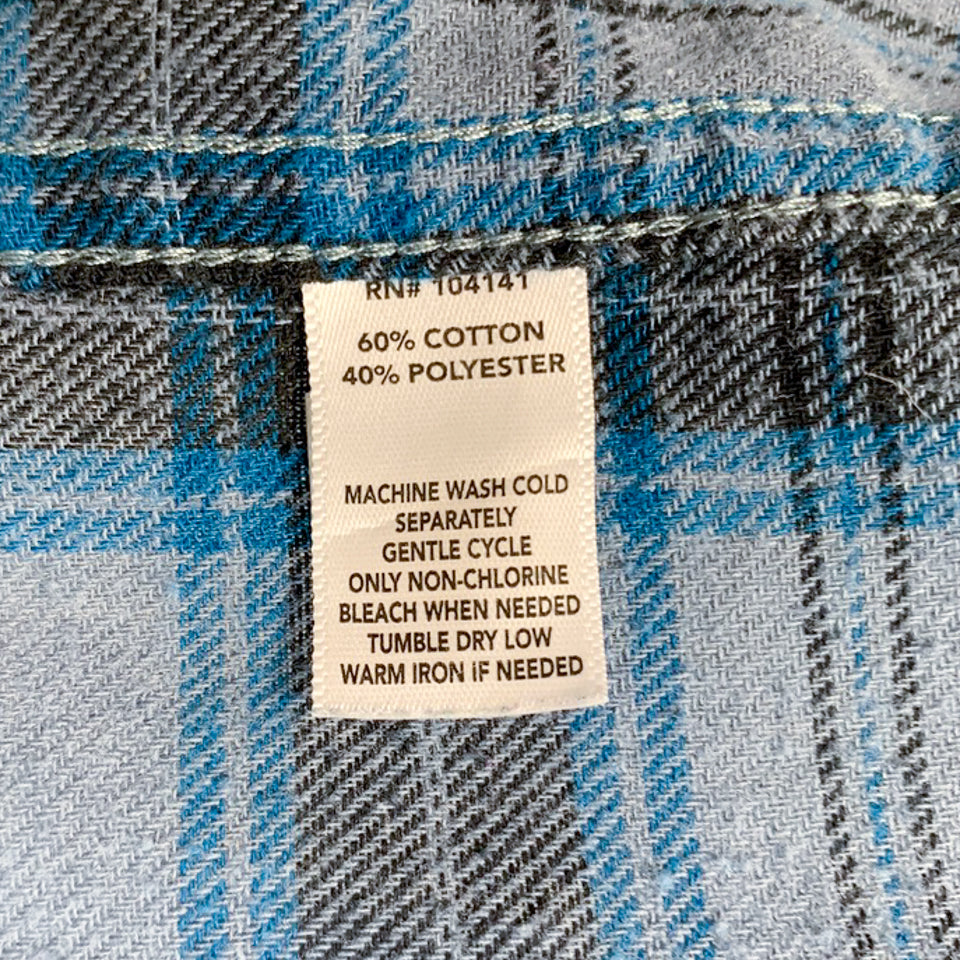 RN# 104141
60% COTTON
40% POLYESTER
MACHINE WASH COLD
SEPARATELY
GENTLE CYCLE
ONLY NON-CHLORINE
BLEACH WHEN NEEDED
TUMBLE DRY LOW
WARM IRON iF NEEDED